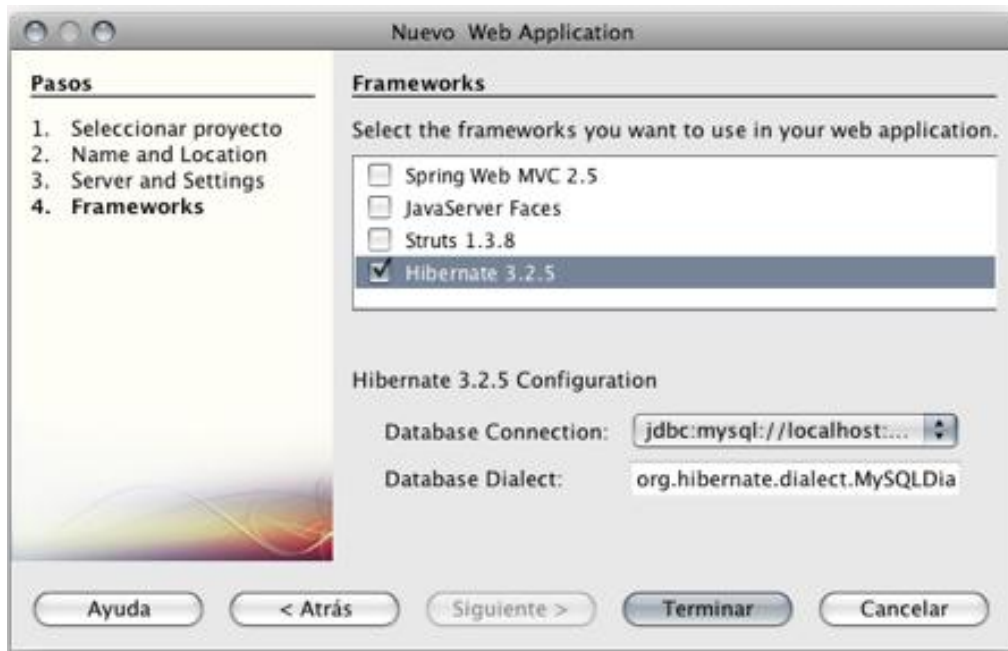 Nuevo Web Application
Pasos
1. Seleccionar proyecto
2. Name and Location
3. Server and Settings
4. Frameworks
Frameworks
Select the frameworks you want to use in your web application.
Spring Web MVC 2.5
JavaServer Faces
Struts 1.3.8
Hibernate 3.2.5
Hibernate 3.2.5 Configuration
Database Connection: jdbc:mysql://localhost:...
Database Dialect: org.hibernate.dialect.MySQLDia
Ayuda < Atrás Siguiente > Terminar Cancelar